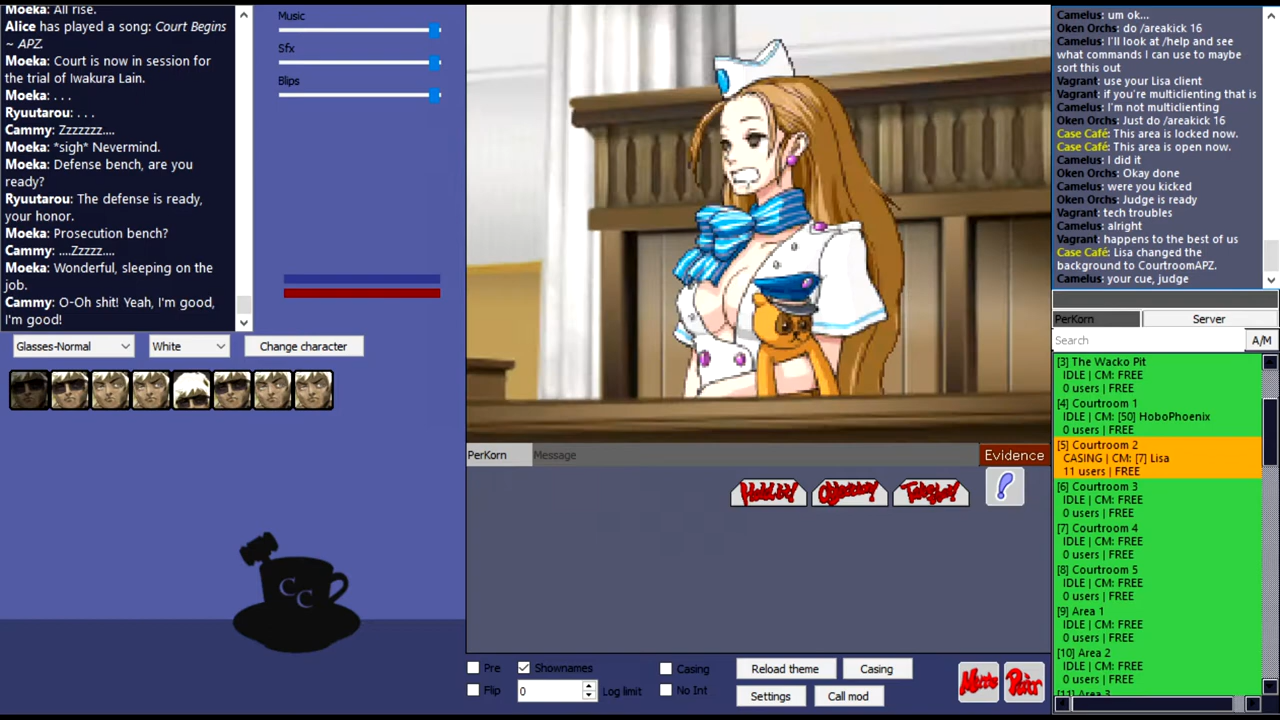 Moeka: All rise.
Alice has played a song: Court Begins
~ APZ.
Moeka: Court is now in session for
the trial of Iwakura Lain.
Moeka: . . .
Ryuutarou: . . .
Cammy: Zzzzzzz....
Moeka: *sigh* Nevermind.
Moeka: Defense bench, are you
ready?
Ryuutarou: The defense is ready,
your honor.
Moeka: Prosecution bench?
Cammy: ....Zzzzz....
Moeka: Wonderful, sleeping on the
job.
Cammy: O-Oh shit! Yeah, I'm good,
I'm good!
Music
Sfx
Blips
Glasses-Normal
White
Change character
CC
PerKorn
Message
Evidence
Hold it!
Objection!
Take that!
Pre
Shownames
Casing
Reload theme
Casing
Flip
0
Log limit
No Int
Settings
Call mod
Mute
Pair
Camelus: um ok...
Oken Orchs: do /areakick 16
Camelus: I'll look at /help and see
what commands I can use to maybe
sort this out
Vagrant: use your Lisa client
Vagrant: if you're multiclienting that is
Camelus: I'm not multiclienting
Oken Orchs: Just do /areakick 16
Case Café: This area is locked now.
Case Café: This area is open now.
Camelus: I did it
Oken Orchs: Okay done
Camelus: were you kicked
Oken Orchs: Judge is ready
Vagrant: tech troubles
Camelus: alright
Vagrant: happens to the best of us
Case Café: Lisa changed the
background to CourtroomAPZ.
Camelus: your cue, judge
PerKorn
Server
Search
A/M
[3] The Wacko Pit
IDLE | CM: FREE
0 users | FREE
[4] Courtroom 1
IDLE | CM: [50] HoboPhoenix
0 users | FREE
[5] Courtroom 2
CASING | CM: [7] Lisa
11 users | FREE
[6] Courtroom 3
IDLE | CM: FREE
0 users | FREE
[7] Courtroom 4
IDLE | CM: FREE
0 users | FREE
[8] Courtroom 5
IDLE | CM: FREE
0 users | FREE
[9] Area 1
IDLE | CM: FREE
0 users | FREE
[10] Area 2
IDLE | CM: FREE
0 users | FREE
[11] Area 3